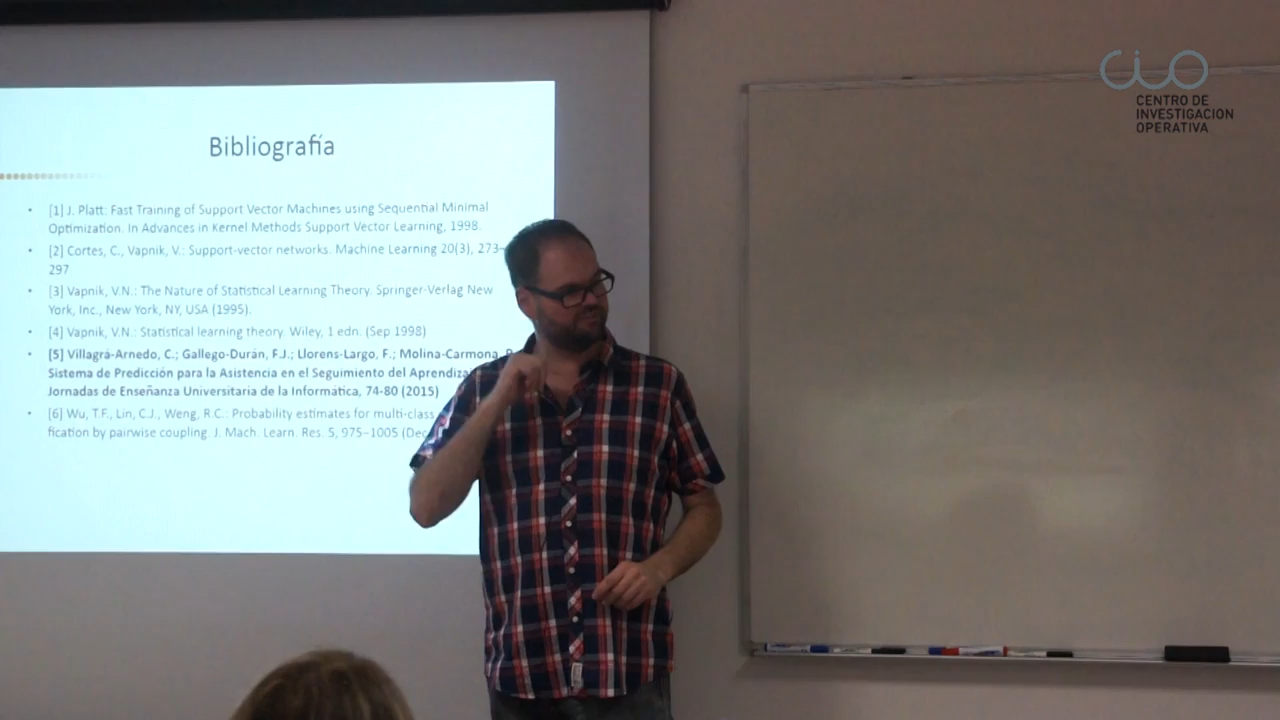 Bibliografía
[1] J. Platt: Fast Training of Support Vector Machines using Sequential Minimal
Optimization. In Advances in Kernel Methods Support Vector Learning, 1998.
[2] Cortes, C., Vapnik, V.: Support-vector networks. Machine Learning 20(3), 273–
297
[3] Vapnik, V.N.: The Nature of Statistical Learning Theory. Springer-Verlag New
York, Inc., New York, NY, USA (1995).
[4] Vapnik, V.N.: Statistical learning theory. Wiley, 1 edn. (Sep 1998)
[5] Villagrá-Arnedo, C.; Gallego-Durán, F.J.; Llorens-Largo, F.; Molina-Carmona,
Sistema de Predicción para la Asistencia en el Seguimiento del Aprendiza
Jornadas de Enseñanza Universitaria de la Informática, 74-80 (2015)
[6] Wu, T.F., Lin, C.J., Weng, R.C.: Probability estimates for multi-class
fication by pairwise coupling. J. Mach. Learn. Res. 5, 975–1005 (Dec
CIO
CENTRO DE
INVESTIGACION
OPERATIVA